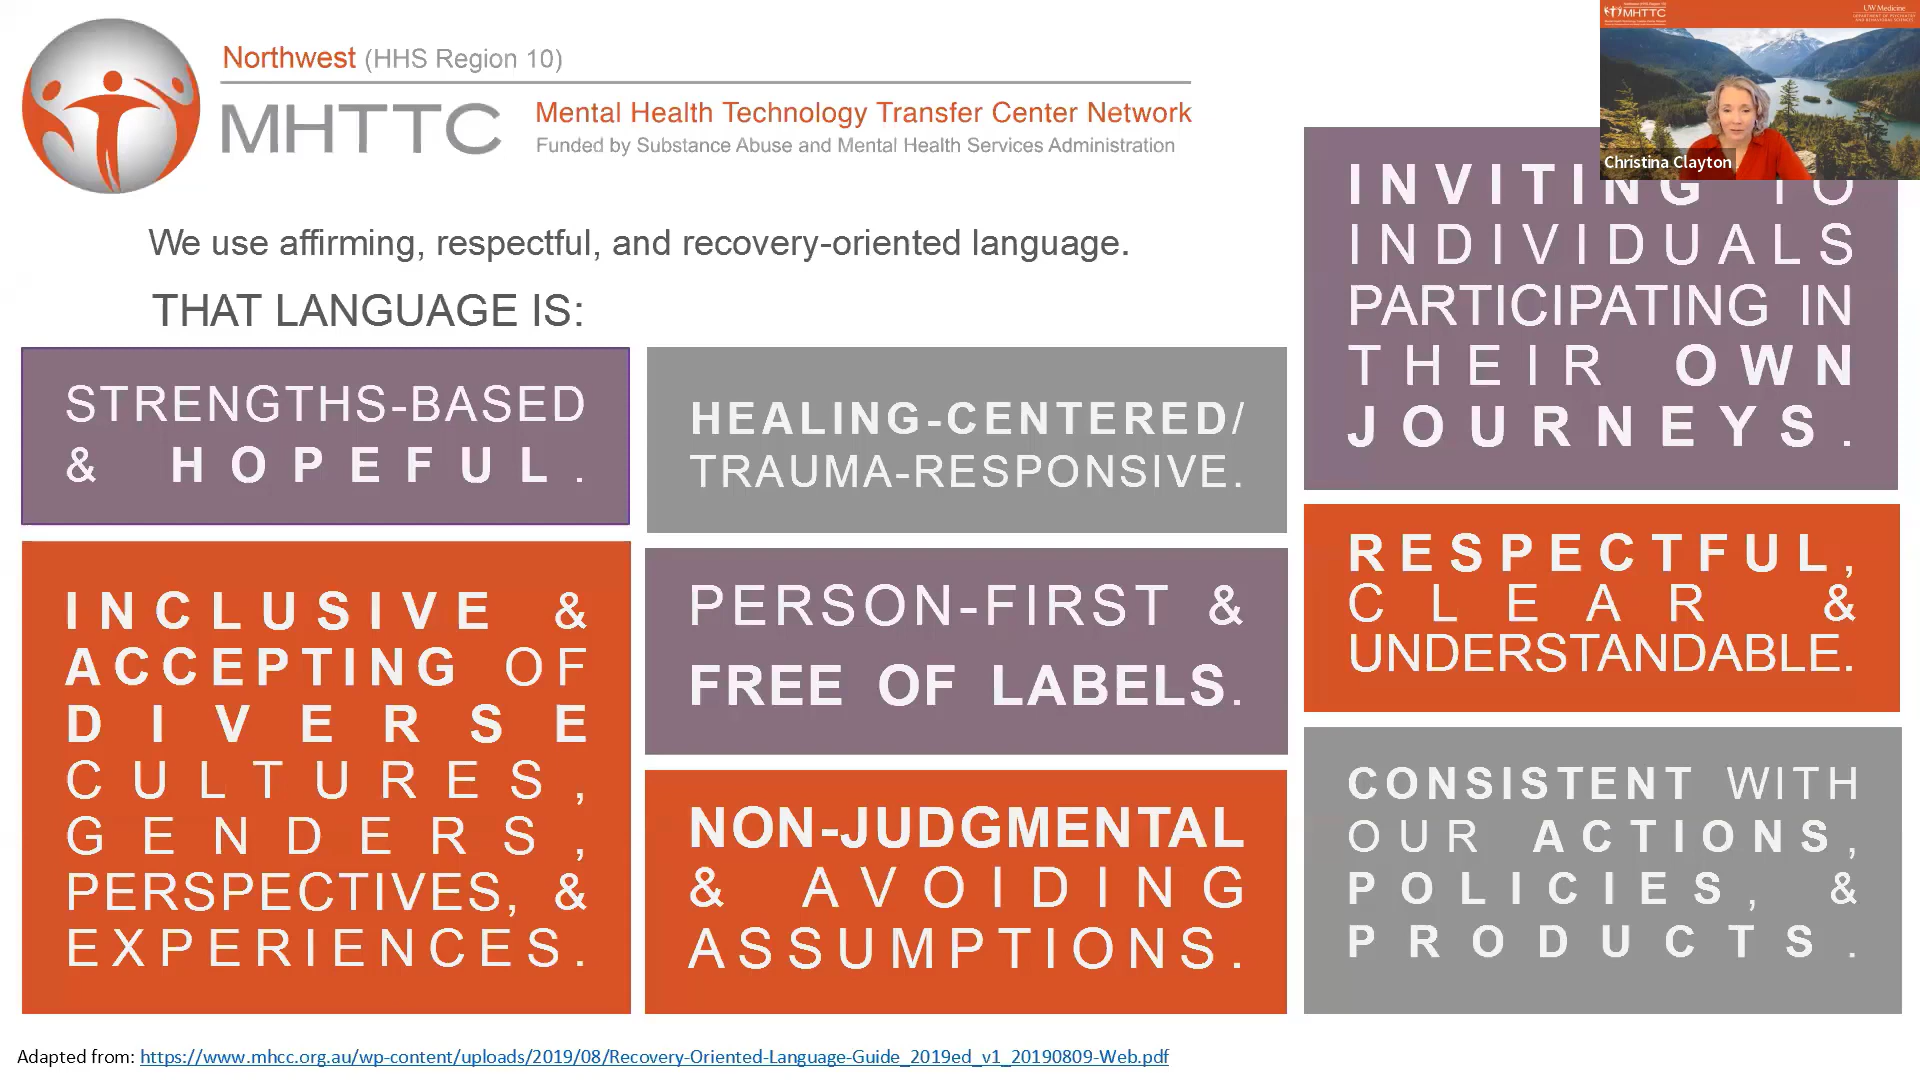 Northwest (HHS Region 10)
MHTTC
Mental Health Technology Transfer Center Network
Funded by Substance Abuse and Mental Health Services Administration
We use affirming, respectful, and recovery-oriented language.
THAT LANGUAGE IS:
STRENGTHS-BASED
& HOPEFUL.
INCLUSIVE &
ACCEPTING OF
DIVERSE
CULTURES,
GENDERS,
PERSPECTIVES, &
EXPERIENCES.
HEALING-CENTERED/
TRAUMA-RESPONSIVE.
PERSON-FIRST &
FREE OF LABELS.
NON-JUDGMENTAL
& AVOIDING
ASSUMPTIONS.
MHTTC
UW Medicine
Christina Clayton
INVITING TO
INDIVIDUALS
PARTICIPATING IN
THEIR OWN
JOURNEYS.
RESPECTFUL,
CLEAR &
UNDERSTANDABLE.
CONSISTENT WITH
OUR ACTIONS,
POLICIES, &
PRODUCTS.
Adapted from: https://www.mhcc.org.au/wp-content/uploads/2019/08/Recovery-Oriented-Language-Guide_2019ed_v1_20190809-Web.pdf